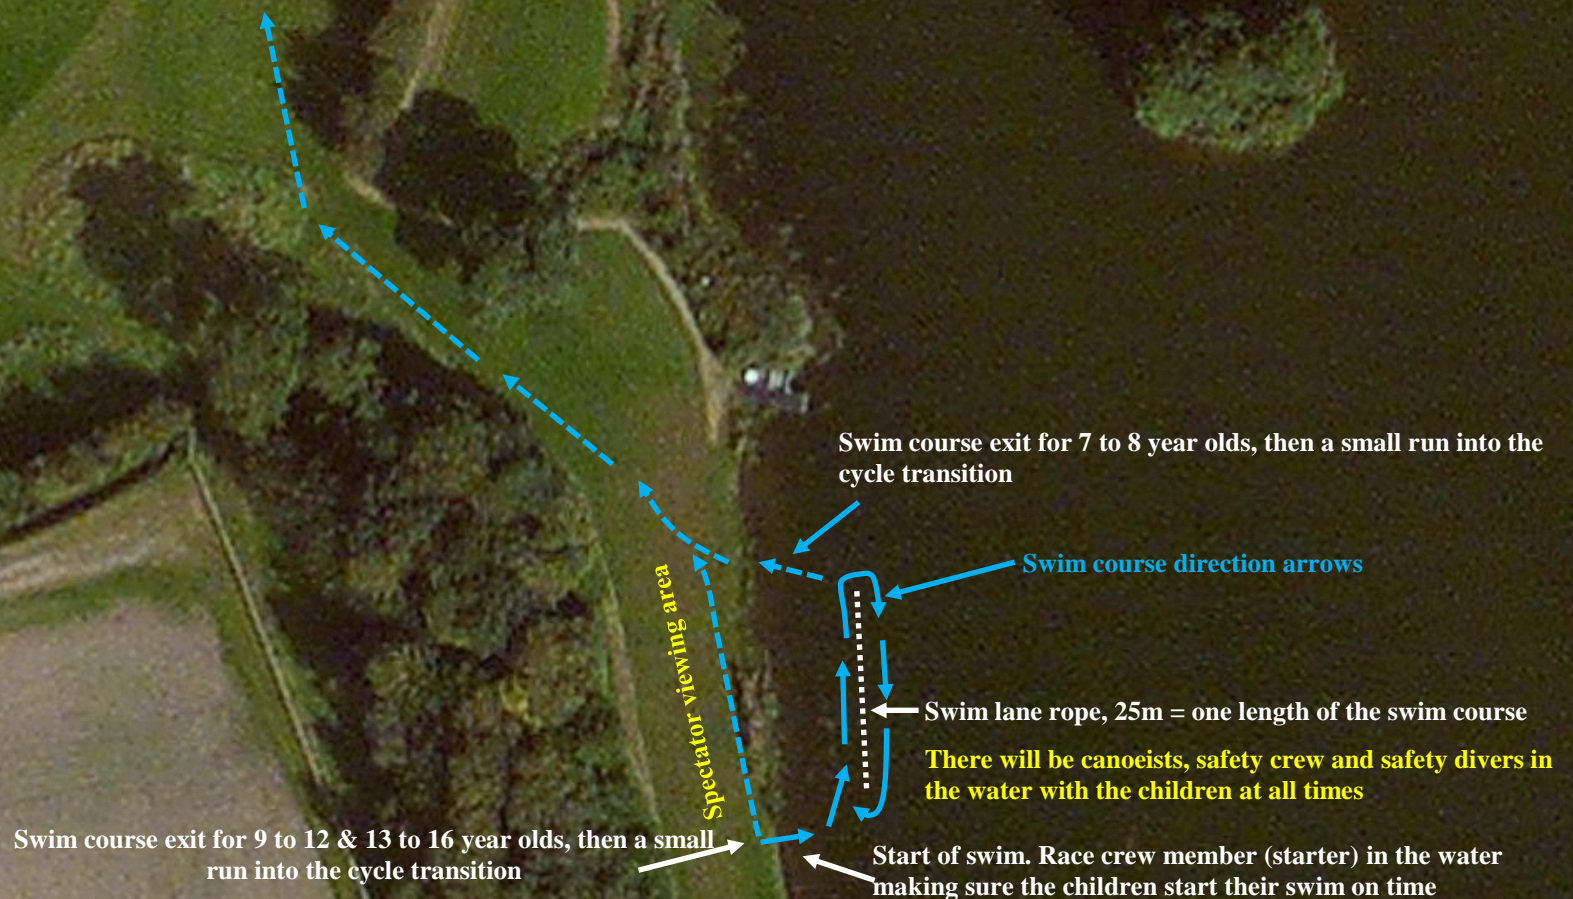 Swim course exit for 7 to 8 year olds, then a small run into the
cycle transition
Swim course direction arrows
Spectator viewing area
Swim lane rope, 25m = one length of the swim course
There will be canoeists, safety crew and safety divers in
the water with the children at all times
Swim course exit for 9 to 12 & 13 to 16 year olds, then a small
run into the cycle transition
Start of swim. Race crew member (starter) in the water
making sure the children start their swim on time